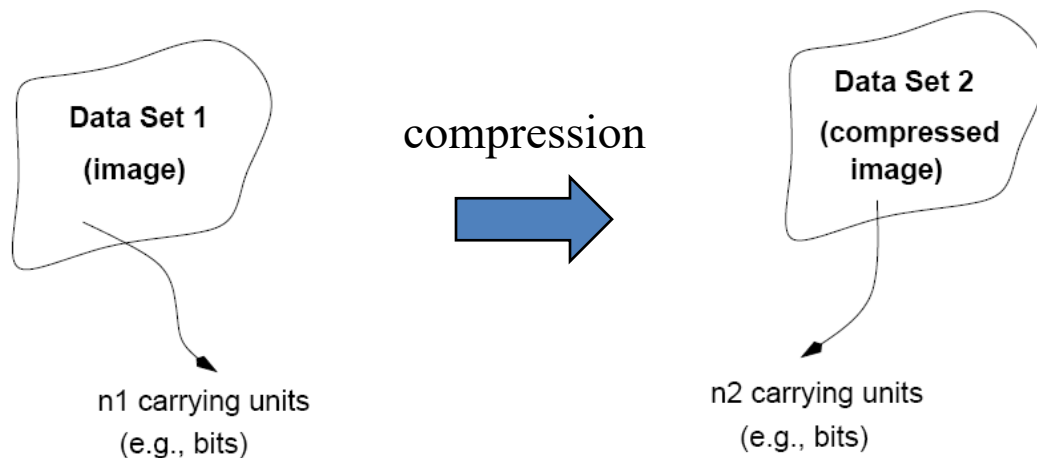 Data Set 1
(image)
n1 carrying units
(e.g., bits)
compression
Data Set 2
(compressed
image)
n2 carrying units
(e.g., bits)